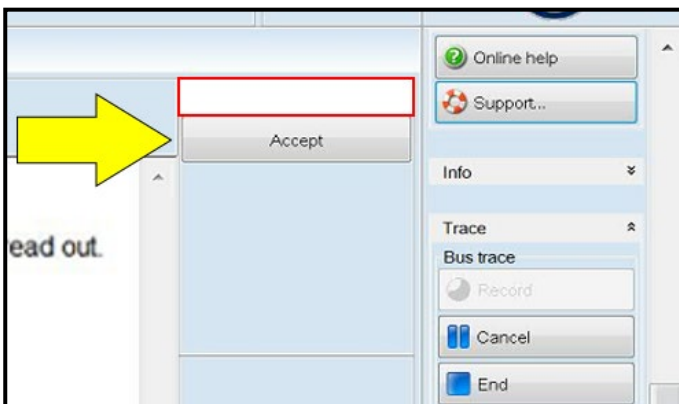 Online help
Support...
Accept
Info
Trace
ead out.
Bus trace
Record
Cancel
End